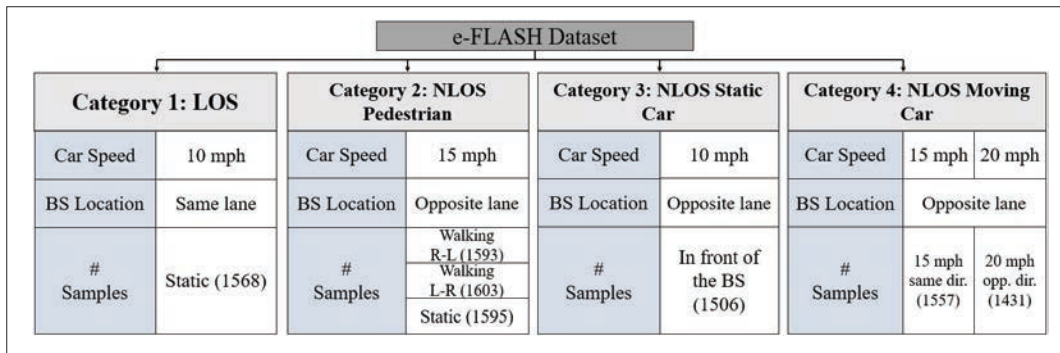 e-FLASH Dataset
Category 1: LOS
Car Speed
10 mph
BS Location
Same lane
#
Samples
Static (1568)
Category 2: NLOS
Pedestrian
Car Speed
15 mph
BS Location
Opposite lane
#
Samples
Walking
R-L (1593)
Walking
L-R (1603)
Static (1595)
Category 3: NLOS Static
Car
Car Speed
10 mph
BS Location
Opposite lane
#
Samples
In front of
the BS
(1506)
Category 4: NLOS Moving
Car
Car Speed
15 mph
20 mph
BS Location
Opposite lane
#
Samples
15 mph
same dir.
(1557)
20 mph
opp. dir.
(1431)